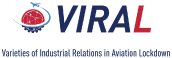 VIRAL
Varieties of Industrial Relations in Aviation Lockdown